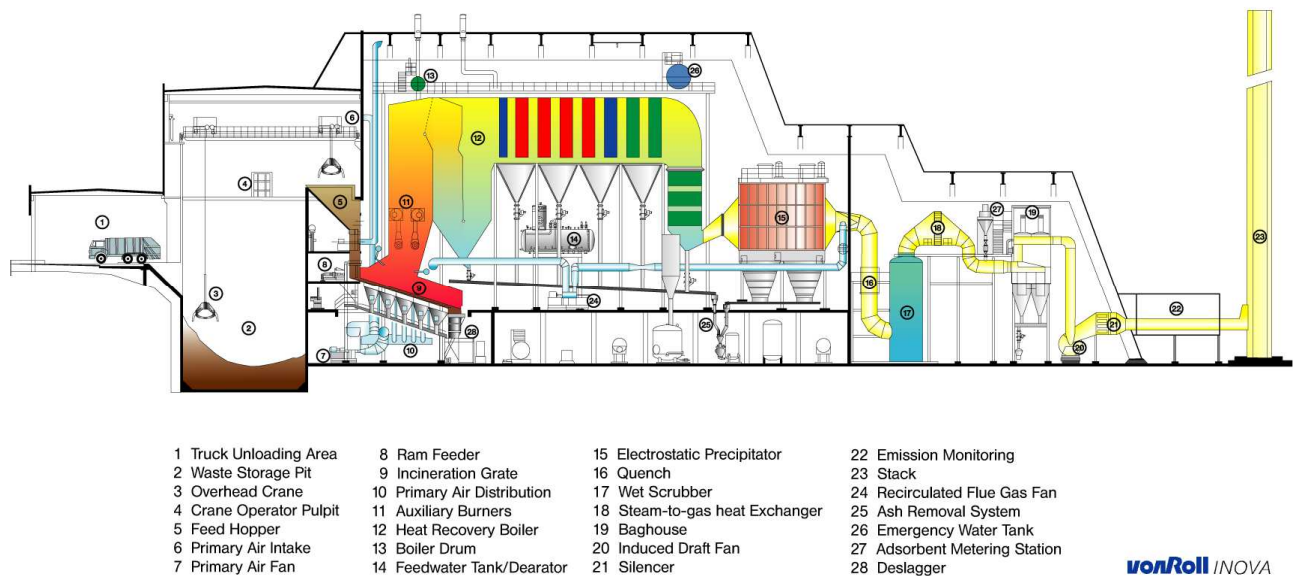 1 Truck Unloading Area
2 Waste Storage Pit
3 Overhead Crane
4 Crane Operator Pulpit
5 Feed Hopper
6 Primary Air Intake
7 Primary Air Fan
8 Ram Feeder
9 Incineration Grate
10 Primary Air Distribution
11 Auxiliary Burners
12 Heat Recovery Boiler
13 Boiler Drum
14 Feedwater Tank/Dearator
15 Electrostatic Precipitator
16 Quench
17 Wet Scrubber
18 Steam-to-gas heat Exchanger
19 Baghouse
20 Induced Draft Fan
21 Silencer
22 Emission Monitoring
23 Stack
24 Recirculated Flue Gas Fan
25 Ash Removal System
26 Emergency Water Tank
27 Adsorbent Metering Station
28 Deslagger
vonRoll INOVA